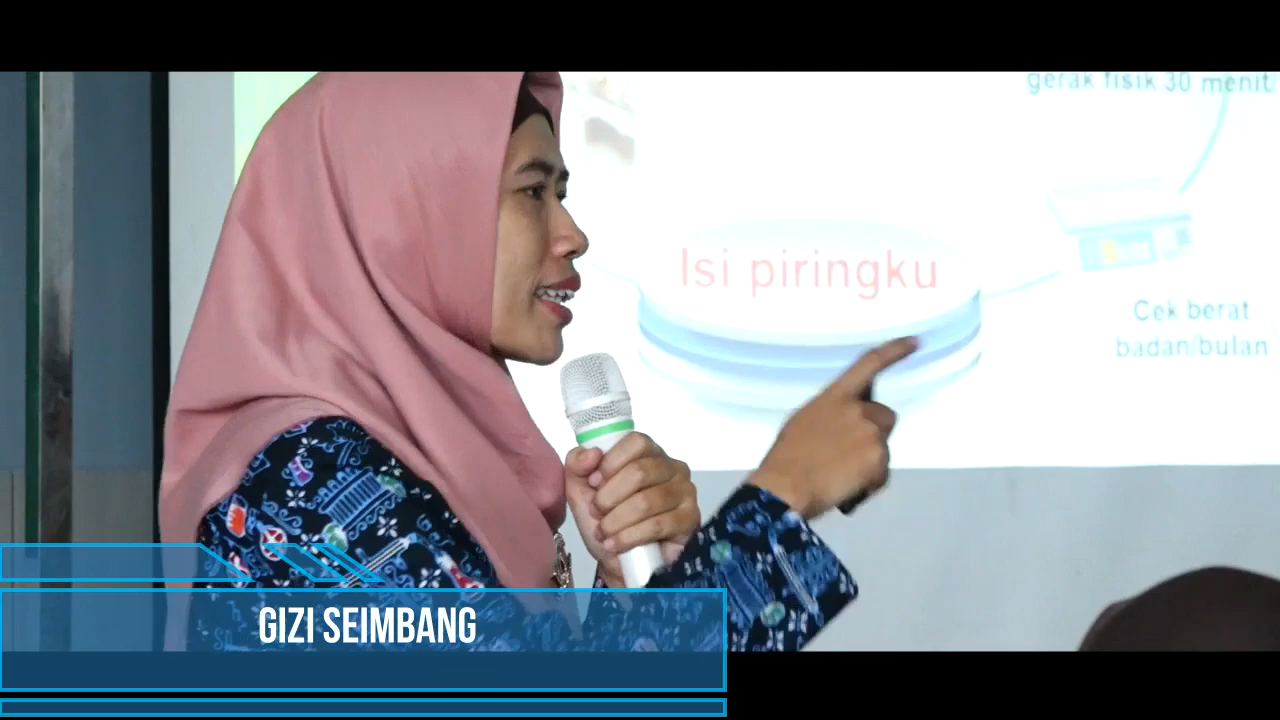 gerak fisik 30 menit
Isi piringku
Cek berat
badan/bulan
GIZI SEIMBANG